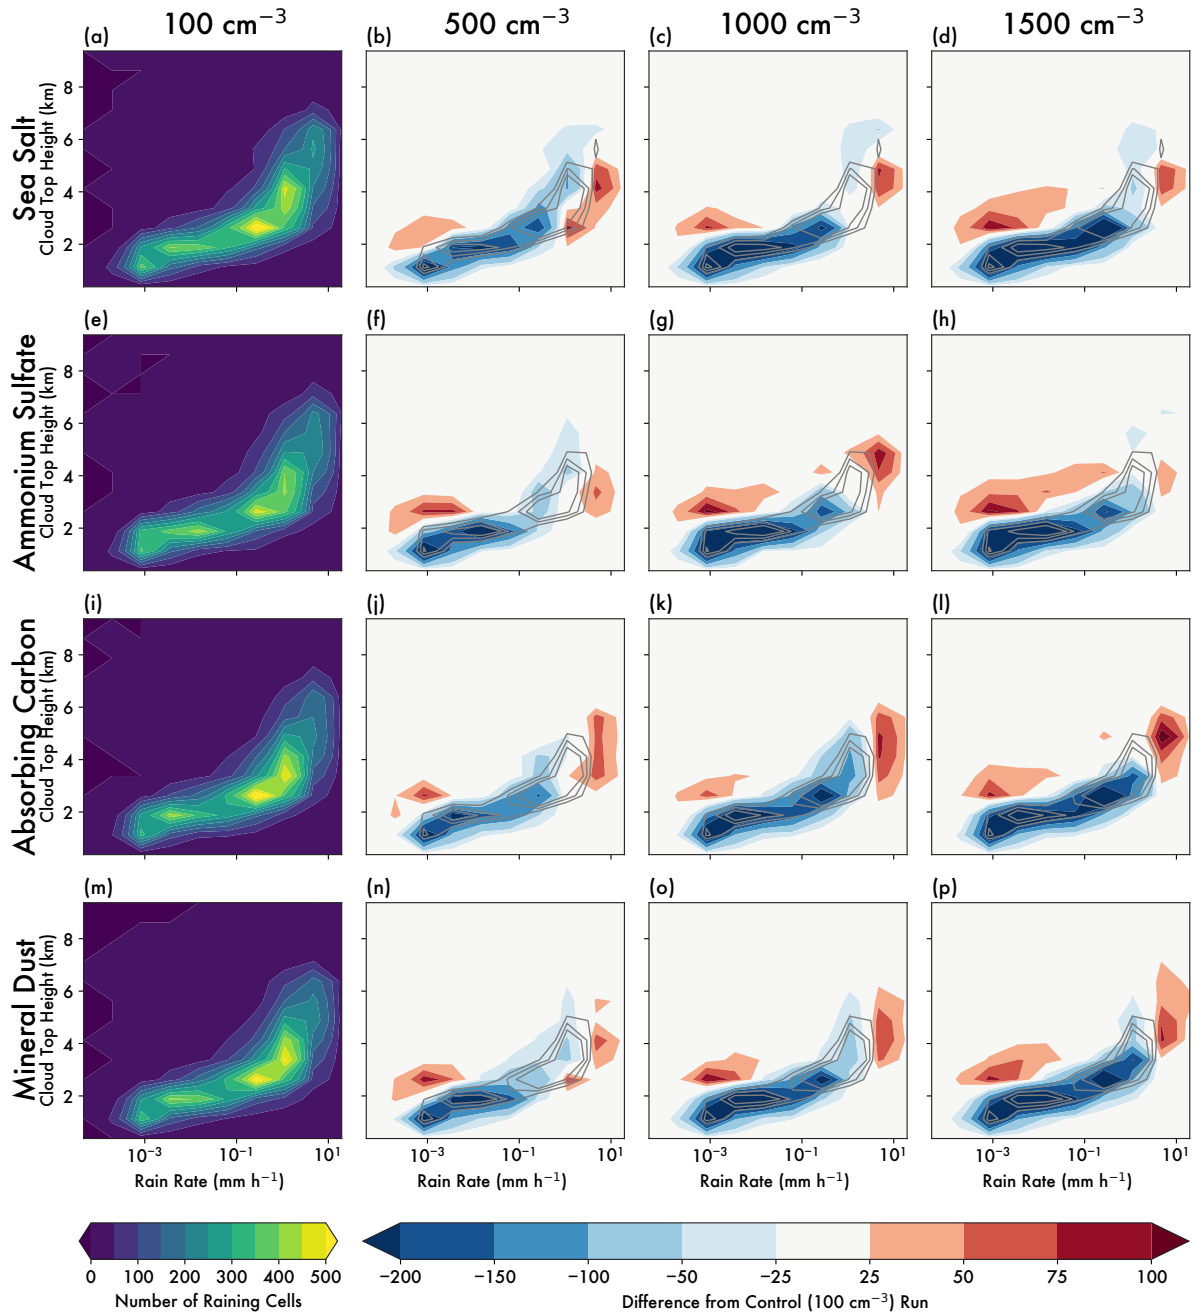 100 cm⁻³ 500 cm⁻³ 1000 cm⁻³ 1500 cm⁻³
(a) (b) (c) (d)
Sea Salt
Cloud Top Height (km)
8
6
4
2
(e) (f) (g) (h)
Ammonium Sulfate
Cloud Top Height (km)
8
6
4
2
(i) (j) (k) (l)
Absorbing Carbon
Cloud Top Height (km)
8
6
4
2
(m) (n) (o) (p)
Mineral Dust
Cloud Top Height (km)
8
6
4
2
10⁻³ 10⁻¹ 10¹ 10⁻³ 10⁻¹ 10¹ 10⁻³ 10⁻¹ 10¹ 10⁻³ 10⁻¹ 10¹
Rain Rate (mm h⁻¹) Rain Rate (mm h⁻¹) Rain Rate (mm h⁻¹) Rain Rate (mm h⁻¹)
0 100 200 300 400 500
Number of Raining Cells
−200 −150 −100 −50 −25 25 50 75 100
Difference from Control (100 cm⁻³) Run